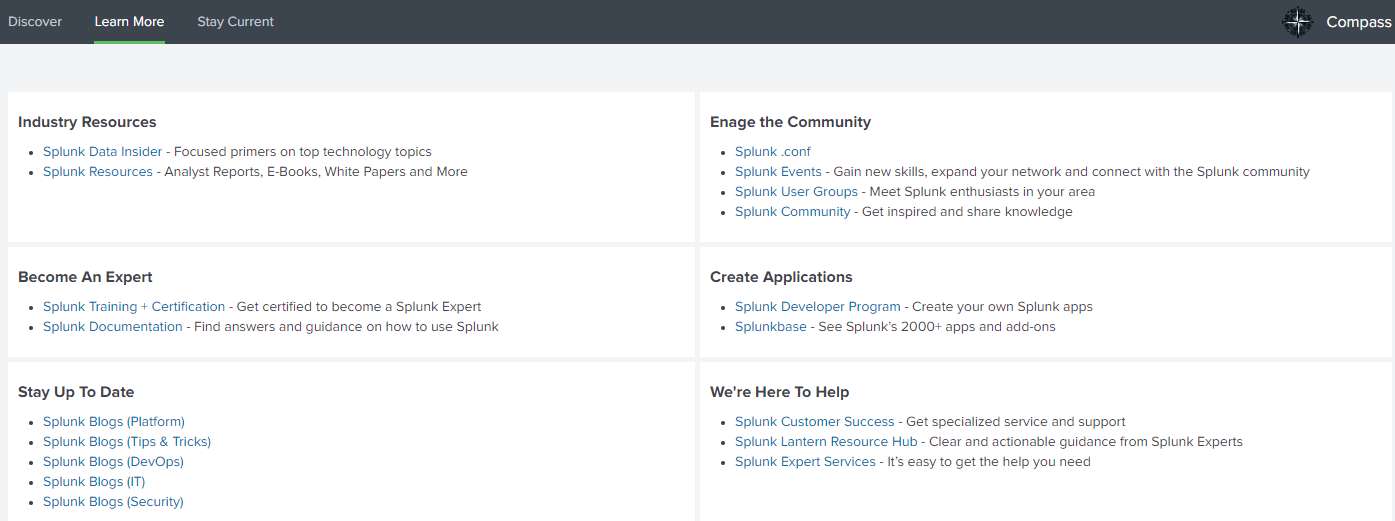 Discover Learn More Stay Current Compass
Industry Resources
Splunk Data Insider - Focused primers on top technology topics
Splunk Resources - Analyst Reports, E-Books, White Papers and More
Enage the Community
Splunk .conf
Splunk Events - Gain new skills, expand your network and connect with the Splunk community
Splunk User Groups - Meet Splunk enthusiasts in your area
Splunk Community - Get inspired and share knowledge
Become An Expert
Splunk Training + Certification - Get certified to become a Splunk Expert
Splunk Documentation - Find answers and guidance on how to use Splunk
Create Applications
Splunk Developer Program - Create your own Splunk apps
Splunkbase - See Splunk’s 2000+ apps and add-ons
Stay Up To Date
Splunk Blogs (Platform)
Splunk Blogs (Tips & Tricks)
Splunk Blogs (DevOps)
Splunk Blogs (IT)
Splunk Blogs (Security)
We're Here To Help
Splunk Customer Success - Get specialized service and support
Splunk Lantern Resource Hub - Clear and actionable guidance from Splunk Experts
Splunk Expert Services - It’s easy to get the help you need